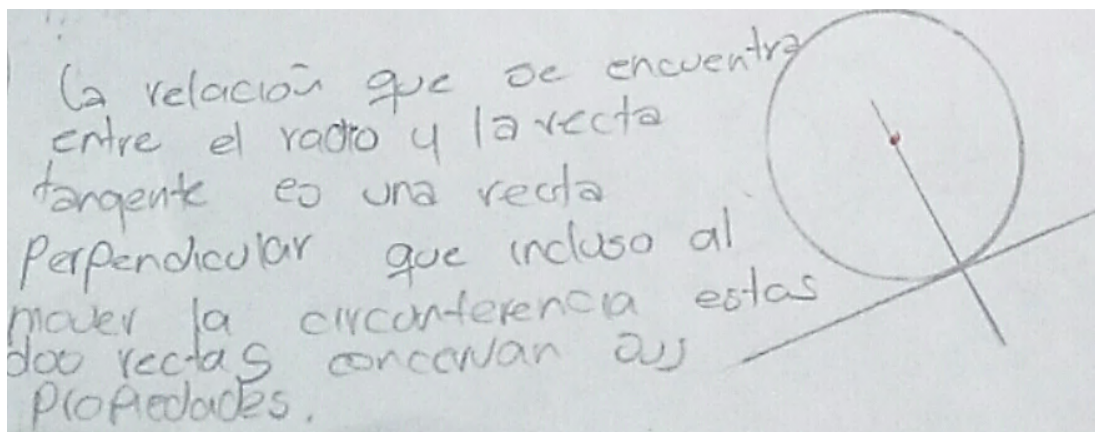 La relación que se encuentra
entre el radio y la recta
tangente es una recta
Perpendicular que incluso al
mover la circunferencia estas
dos rectas concervan sus
Propiedades.